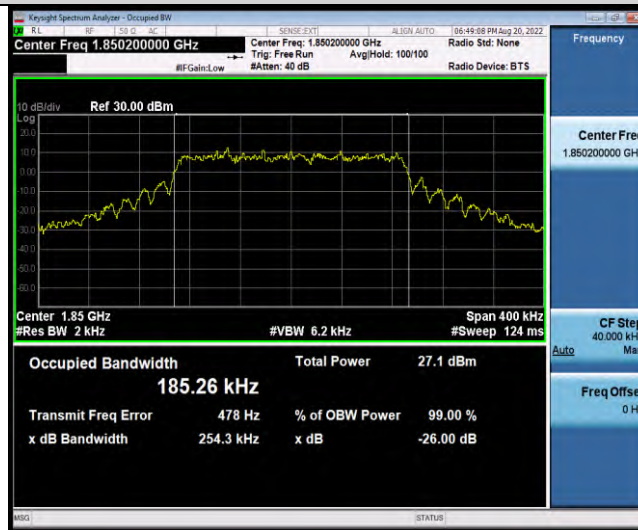 Keysight Spectrum Analyzer - Occupied BW
RL RF 50 Ω AC SENSE:EXT ALIGN AUTO 06:49:08 PM Aug 20, 2022
Center Freq 1.850200000 GHz
Center Freq: 1.850200000 GHz
Radio Std: None
Trig: Free Run Avg|Hold: 100/100
#IFGain:Low
#Atten: 40 dB
Radio Device: BTS
Frequency
10 dB/div Ref 30.00 dBm
Log
20.0
10.0
0.00
-10.0
-20.0
-30.0
-40.0
-50.0
-60.0
Center 1.85 GHz
Span 400 kHz
#Res BW 2 kHz
#VBW 6.2 kHz
#Sweep 124 ms
Center Fre
1.850200000 GH
CF Step
40.000 kH
Auto Ma
Freq Offse
0 H
Occupied Bandwidth
185.26 kHz
Total Power 27.1 dBm
Transmit Freq Error 478 Hz
% of OBW Power 99.00 %
x dB Bandwidth 254.3 kHz
x dB -26.00 dB
MSG
STATUS